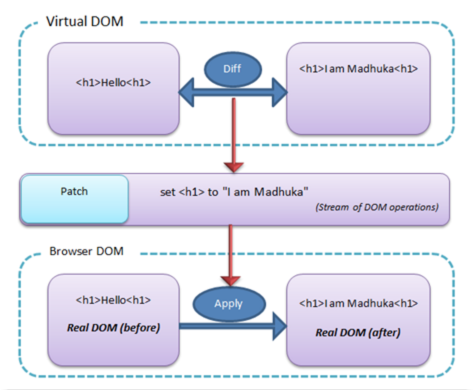 Virtual DOM
Diff
<h1>Hello<h1>
<h1>I am Madhuka<h1>
Patch
set <h1> to "I am Madhuka"
(Stream of DOM operations)
Browser DOM
<h1>Hello<h1>
Real DOM (before)
Apply
<h1>I am Madhuka<h1>
Real DOM (after)